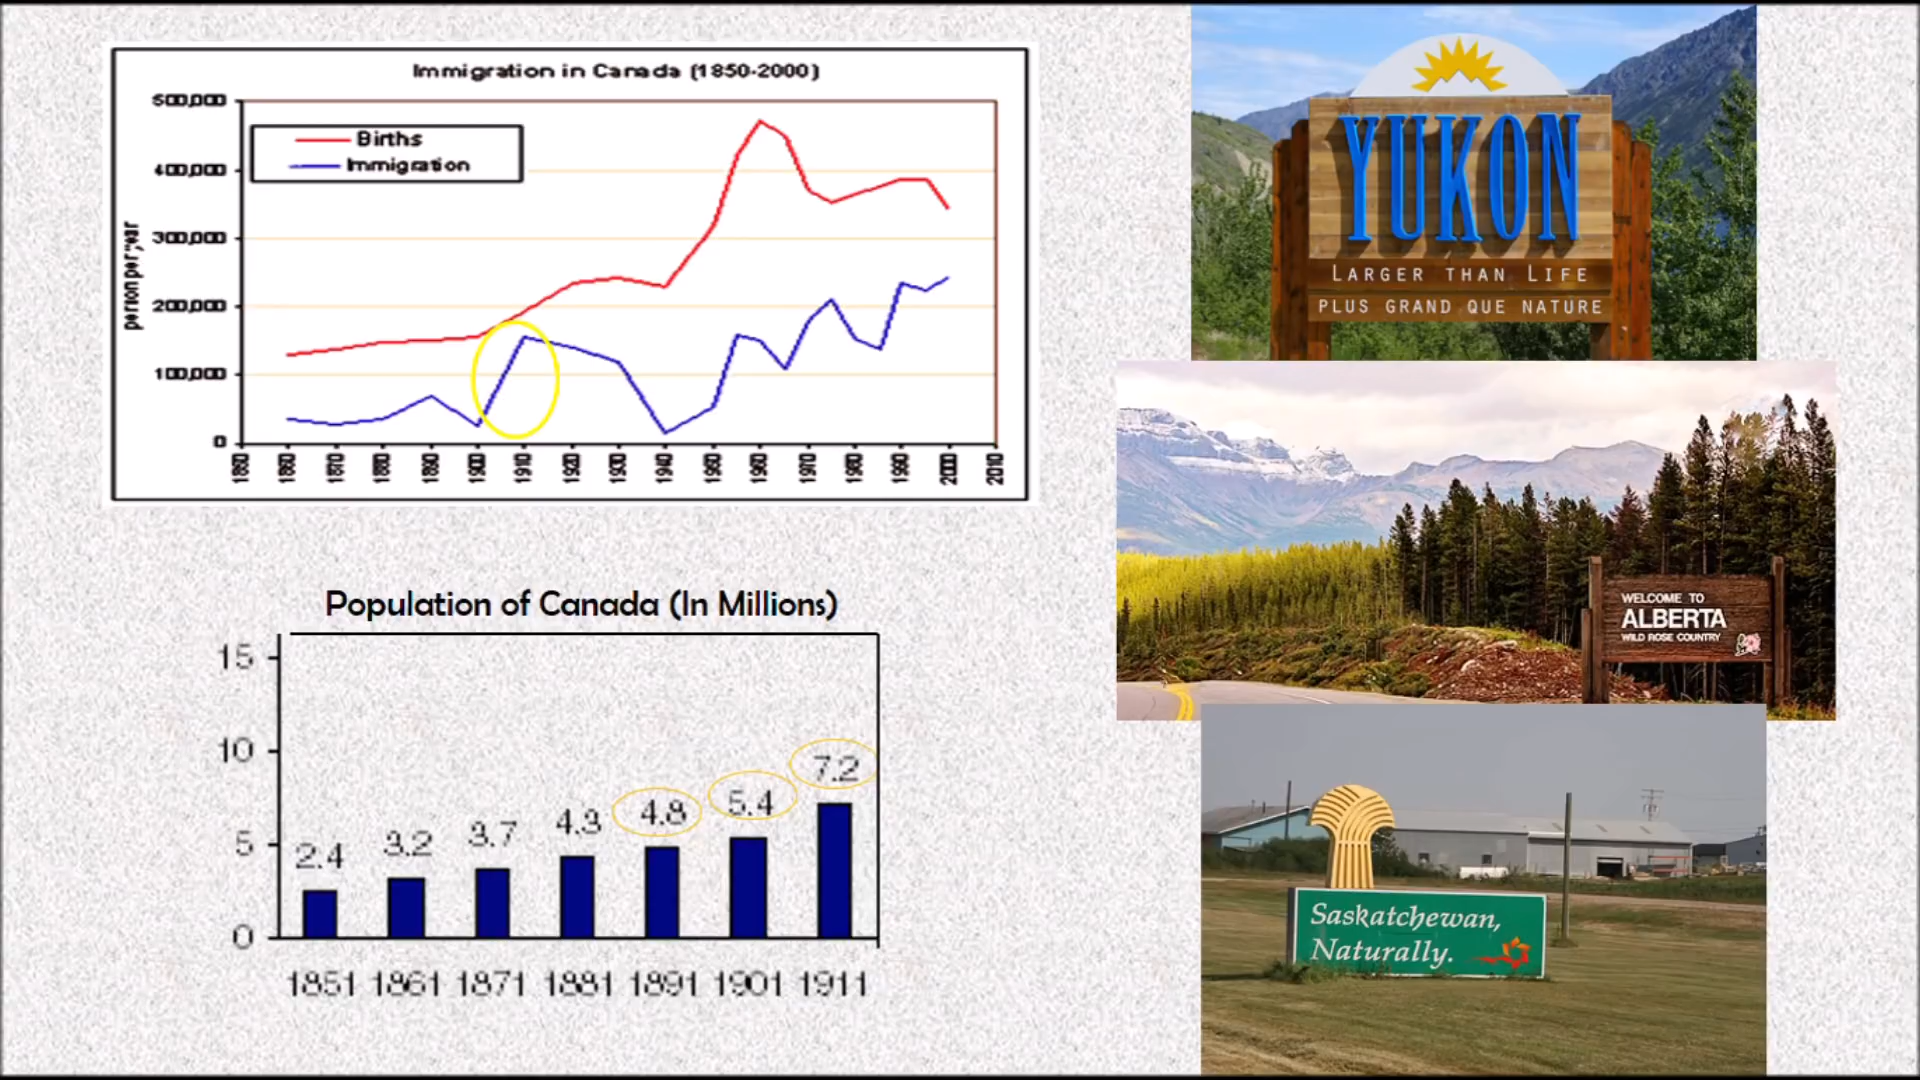 Immigration in Canada (1850-2000)
500,000
400,000
300,000
200,000
100,000
0
person per year
Births
Immigration
1850 1860 1870 1880 1890 1900 1910 1920 1930 1940 1950 1960 1970 1980 1990 2000 2010
Population of Canada (In Millions)
15
10
5
0
2.4 3.2 3.7 4.3 4.8 5.4 7.2
1851 1861 1871 1881 1891 1901 1911
YUKON
LARGER THAN LIFE
PLUS GRAND QUE NATURE
WELCOME TO
ALBERTA
WILD ROSE COUNTRY
Saskatchewan,
Naturally.